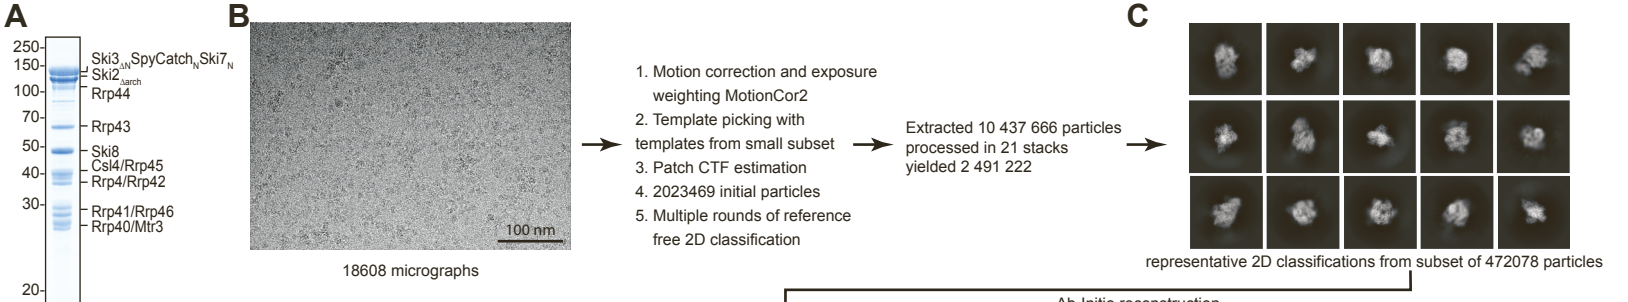 A
250
150
100
70
50
40
30
20
Ski3ΔNSpyCatchNSki7N
Ski2Δarch
Rrp44
Rrp43
Ski8
Csl4/Rrp45
Rrp4/Rrp42
Rrp41/Rrp46
Rrp40/Mtr3
B
100 nm
18608 micrographs
1. Motion correction and exposure
weighting MotionCor2
2. Template picking with
templates from small subset
3. Patch CTF estimation
4. 2023469 initial particles
5. Multiple rounds of reference
free 2D classification
Extracted 10 437 666 particles
processed in 21 stacks
yielded 2 491 222
C
representative 2D classifications from subset of 472078 particles
Ab-Initio reconstruction